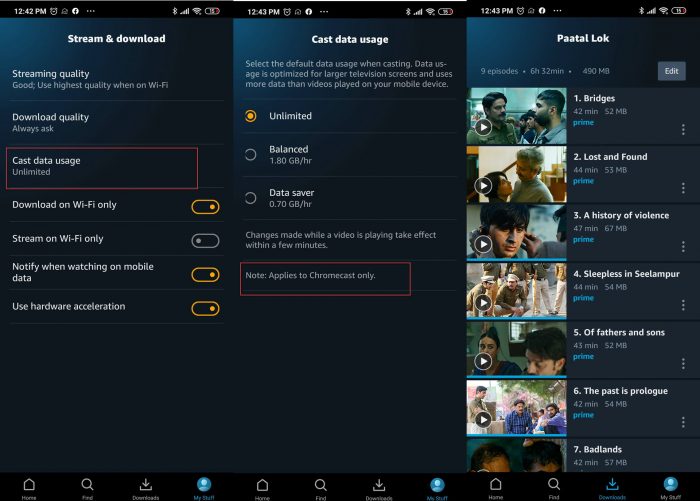 12:42 PM
15
Stream & download
Streaming quality
Good; Use highest quality when on Wi-Fi
Download quality
Always ask
Cast data usage
Unlimited
Download on Wi-Fi only
Stream on Wi-Fi only
Notify when watching on mobile
data
Use hardware acceleration
Home
Find
Downloads
My Stuff
12:43 PM
15
Cast data usage
Select the default data usage when casting. Data us-
age is optimized for larger television screens and uses
more data than videos played on your mobile device.
Unlimited
Balanced
1.80 GB/hr
Data saver
0.70 GB/hr
Changes made while a video is playing take effect
within a few minutes.
Note: Applies to Chromecast only.
Home
Find
Downloads
My Stuff
12:43 PM
15
Paatal Lok
9 episodes • 6h 32min • 490 MB
Edit
1. Bridges
42 min 52 MB
prime
2. Lost and Found
44 min 53 MB
prime
3. A history of violence
47 min 67 MB
prime
4. Sleepless in Seelampur
44 min 54 MB
prime
5. Of fathers and sons
43 min 52 MB
prime
6. The past is prologue
42 min 54 MB
prime
7. Badlands
42 min 57 MB
Home
Find
Downloads
My Stuff